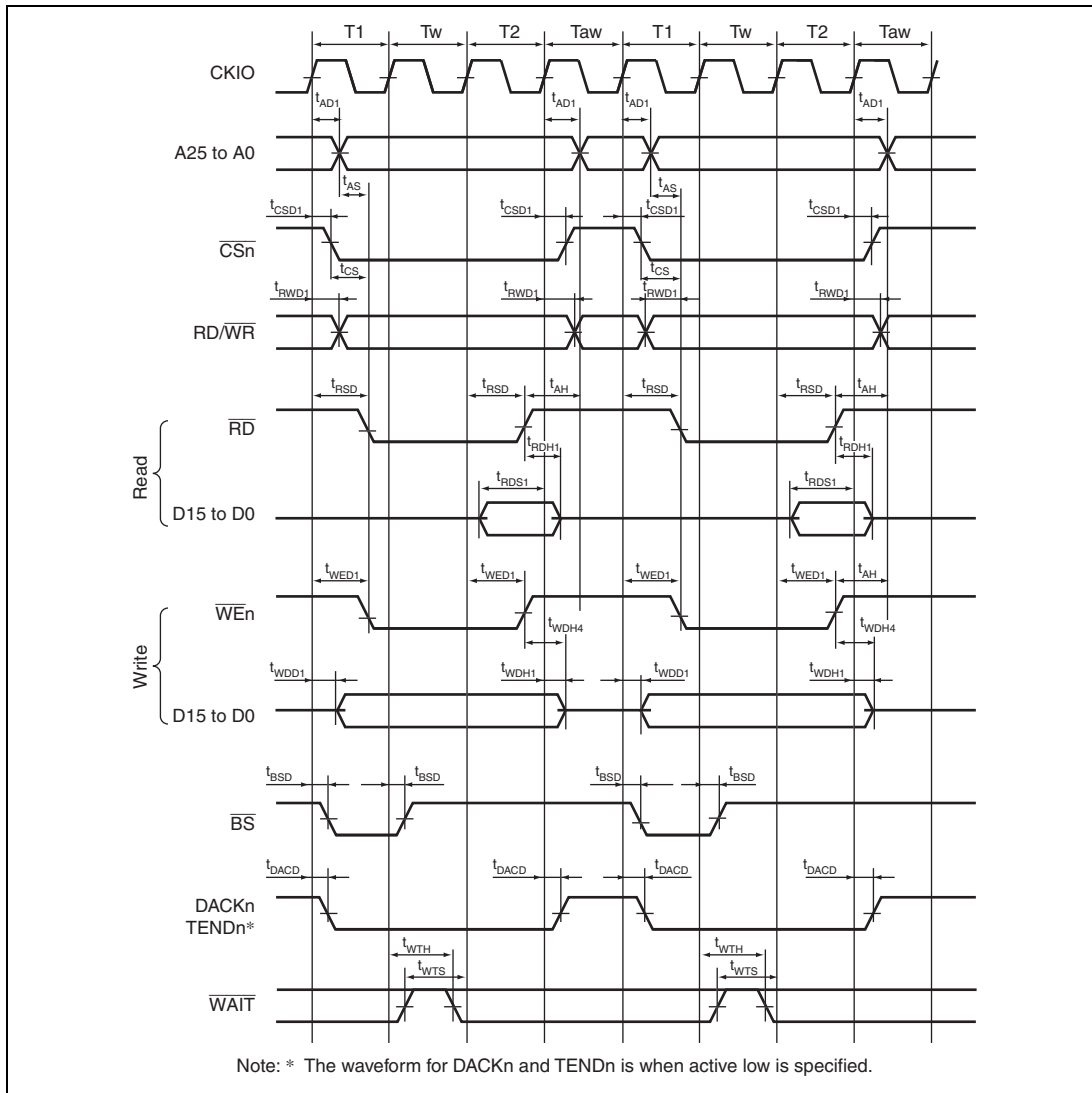 T1 Tw T2 Taw T1 Tw T2 Taw
CKIO
tAD1 tAD1 tAD1 tAD1
A25 to A0
tAS tAS
tCSD1 tCSD1 tCSD1 tCSD1
CSn
tCS tCS
tRWD1 tRWD1 tRWD1 tRWD1
RD/WR
tRSD tRSD tAH tRSD tRSD tAH
RD
tRDH1 tRDH1
Read
tRDS1 tRDS1
D15 to D0
tWED1 tWED1 tWED1 tWED1 tAH
WEn
tWDH4 tWDH4
Write
tWDD1 tWDH1 tWDD1 tWDH1
D15 to D0
tBSD tBSD tBSD tBSD
BS
tDACD tDACD tDACD tDACD
DACKn
TENDn*
tWTH tWTH
tWTS tWTS
WAIT
Note: * The waveform for DACKn and TENDn is when active low is specified.